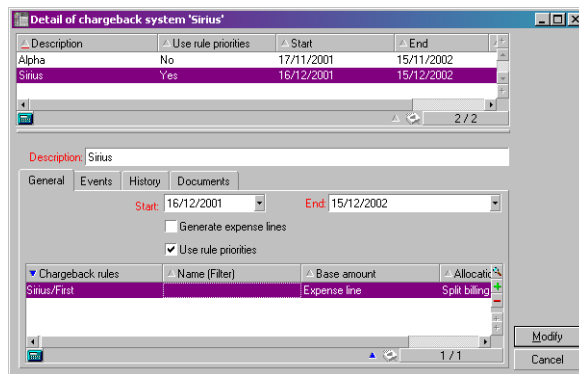 Detail of chargeback system 'Sirius'
Description Use rule priorities Start End
Alpha No 17/11/2001 15/11/2002
Sirius Yes 16/12/2001 15/12/2002
2 / 2
Description: Sirius
General Events History Documents
Start: 16/12/2001 End: 15/12/2002
Generate expense lines
Use rule priorities
Chargeback rules Name (Filter) Base amount Allocatic
Sirius/First Expense line Split billing
1 / 1
Modify
Cancel